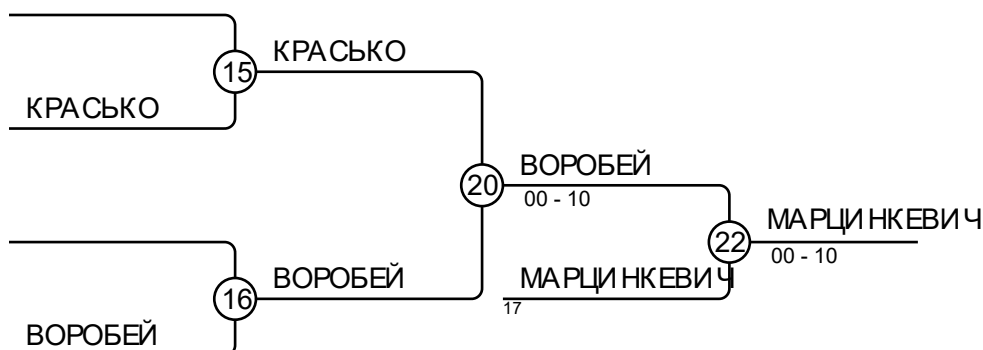 КРАСЬКО
15
КРАСЬКО
ВОРОБЕЙ
20
00 - 10
МАРЦИНКЕВИЧ
22
00 - 10
ВОРОБЕЙ
МАРЦИНКЕВИЧ
16
17
ВОРОБЕЙ